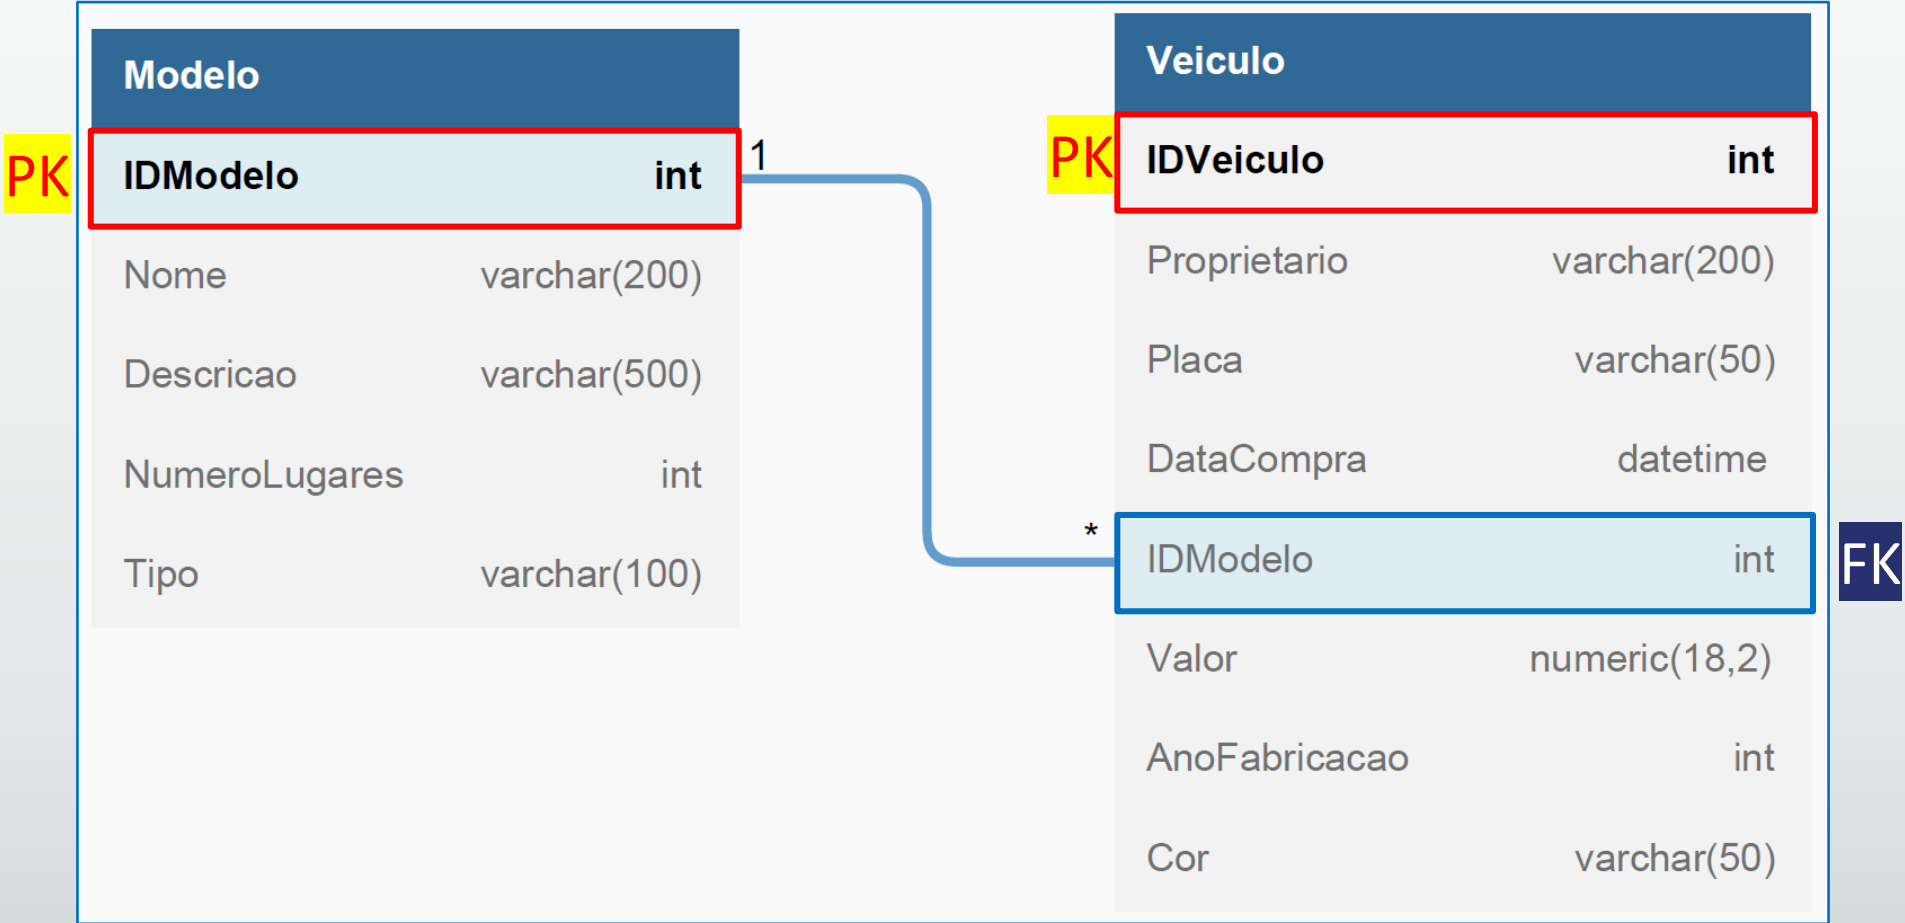 Modelo
PK
IDModelo int
1
Nome varchar(200)
Descricao varchar(500)
NumeroLugares int
Tipo varchar(100)
Veiculo
PK
IDVeiculo int
Proprietario varchar(200)
Placa varchar(50)
DataCompra datetime
*
IDModelo int
FK
Valor numeric(18,2)
AnoFabricacao int
Cor varchar(50)